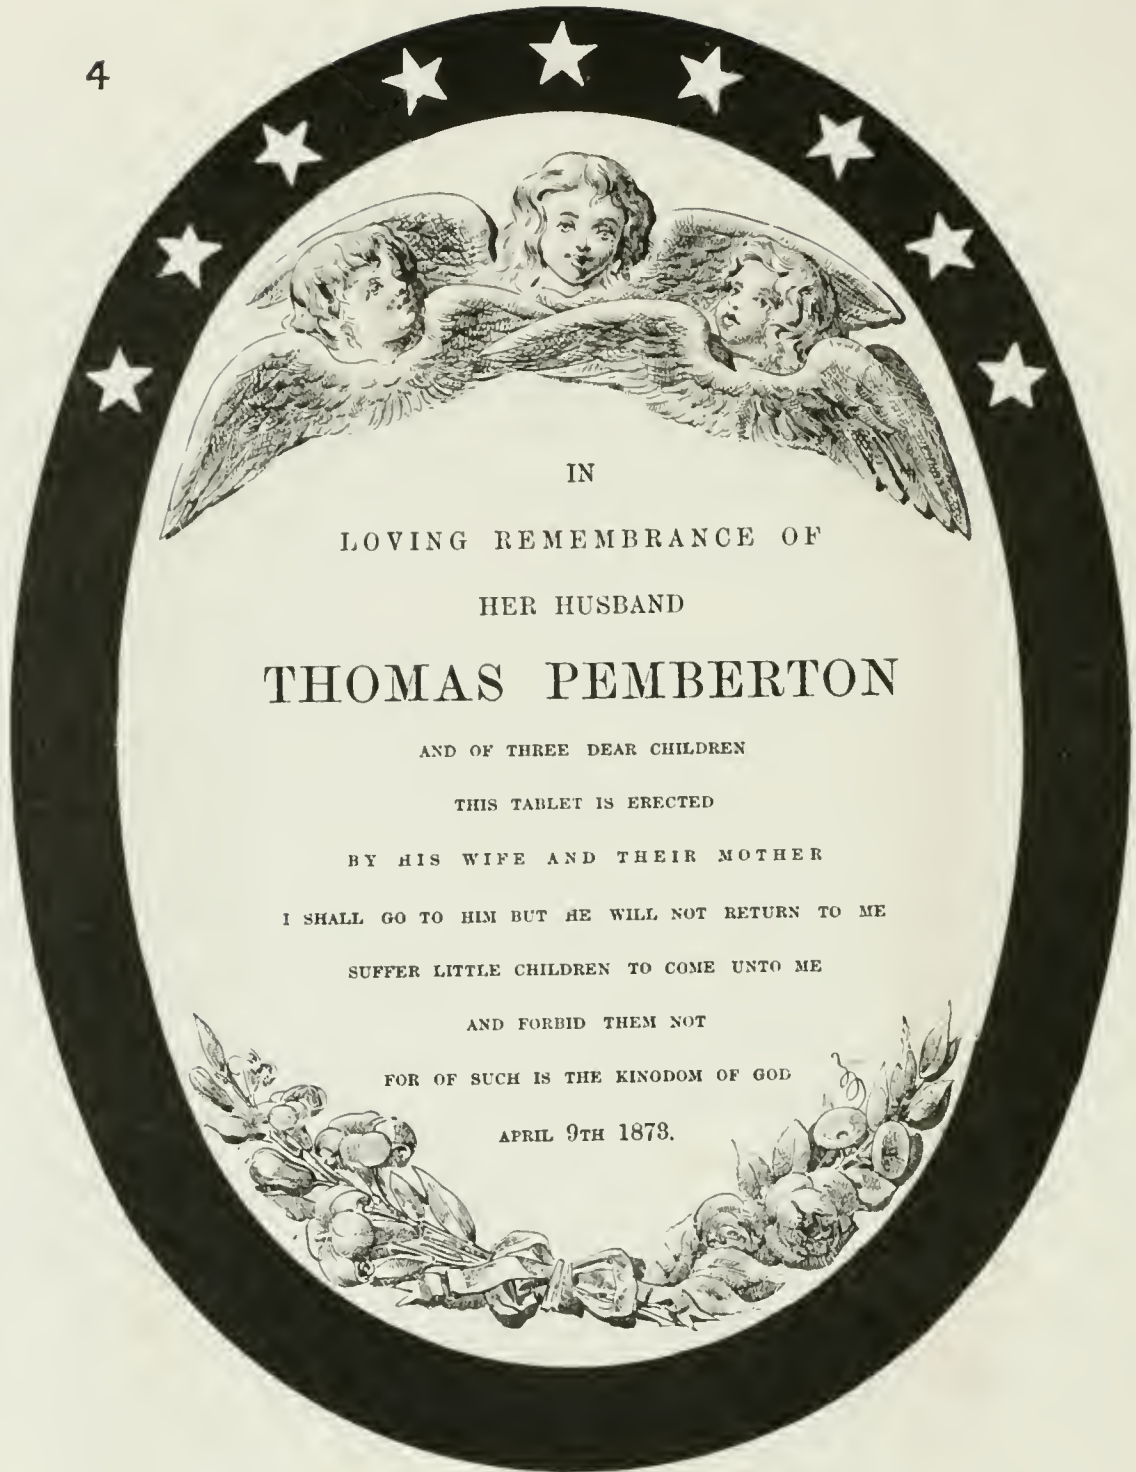 4
IN
LOVING REMEMBRANCE OF
HER HUSBAND
THOMAS PEMBERTON
AND OF THREE DEAR CHILDREN
THIS TABLET IS ERECTED
BY HIS WIFE AND THEIR MOTHER
I SHALL GO TO HIM BUT HE WILL NOT RETURN TO ME
SUFFER LITTLE CHILDREN TO COME UNTO ME
AND FORBID THEM NOT
FOR OF SUCH IS THE KINODOM OF GOD
APRIL 9TH 1873.